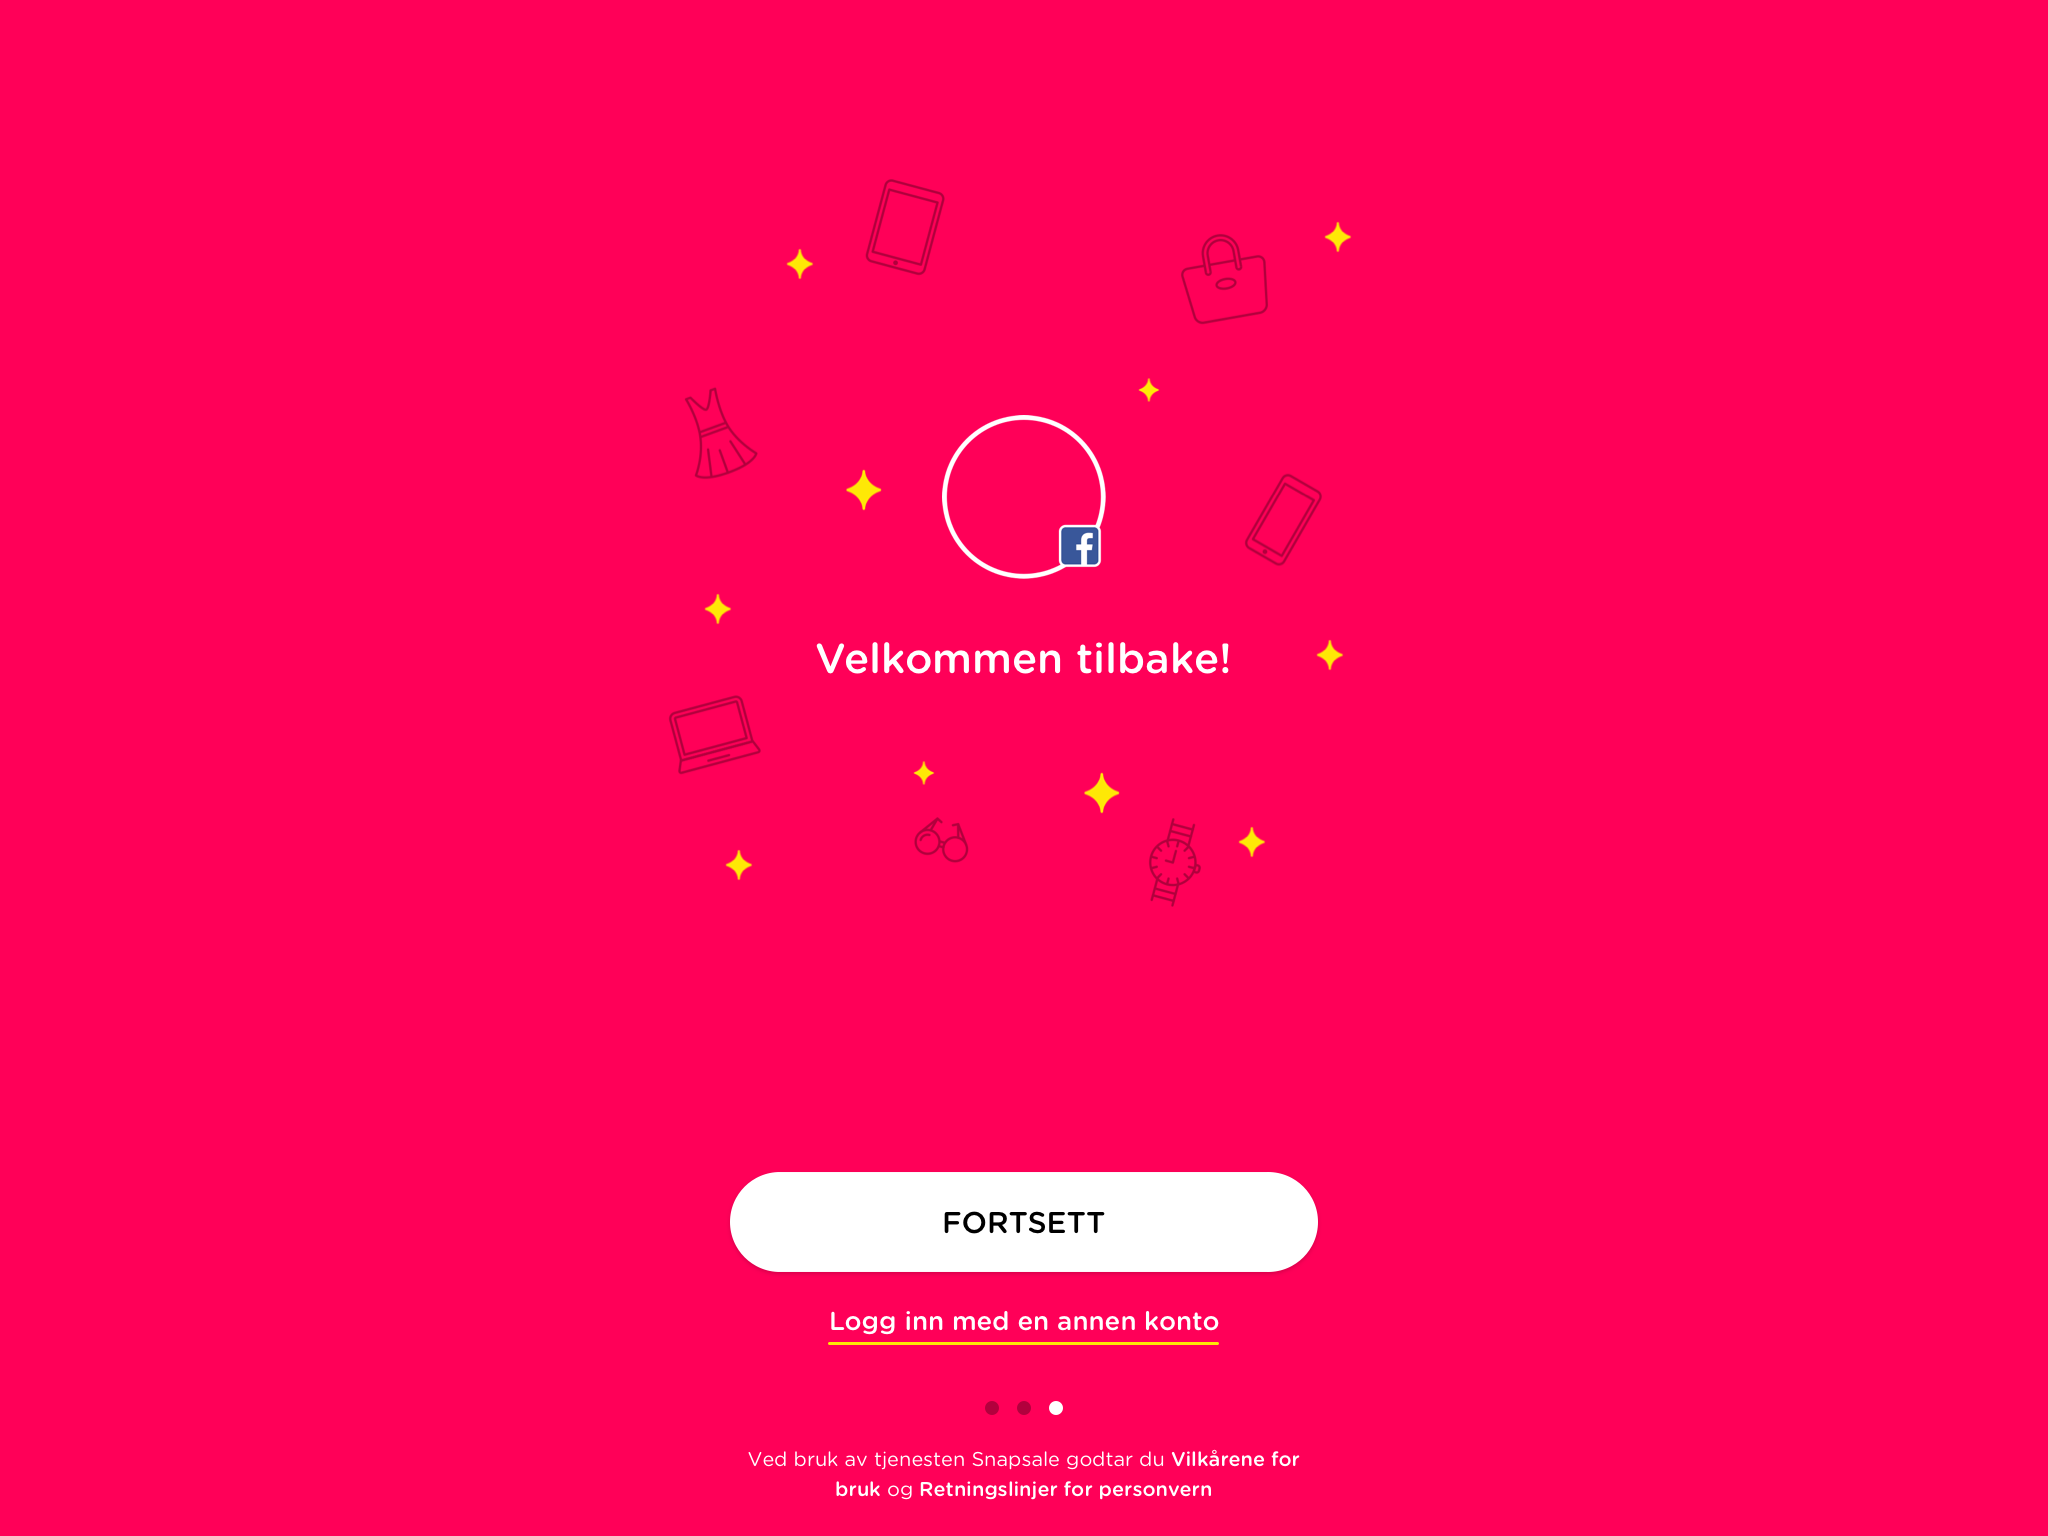 Velkommen tilbake!
FORTSETT
Logg inn med en annen konto
Ved bruk av tjenesten Snapsale godtar du Vilkårene for
bruk og Retningslinjer for personvern